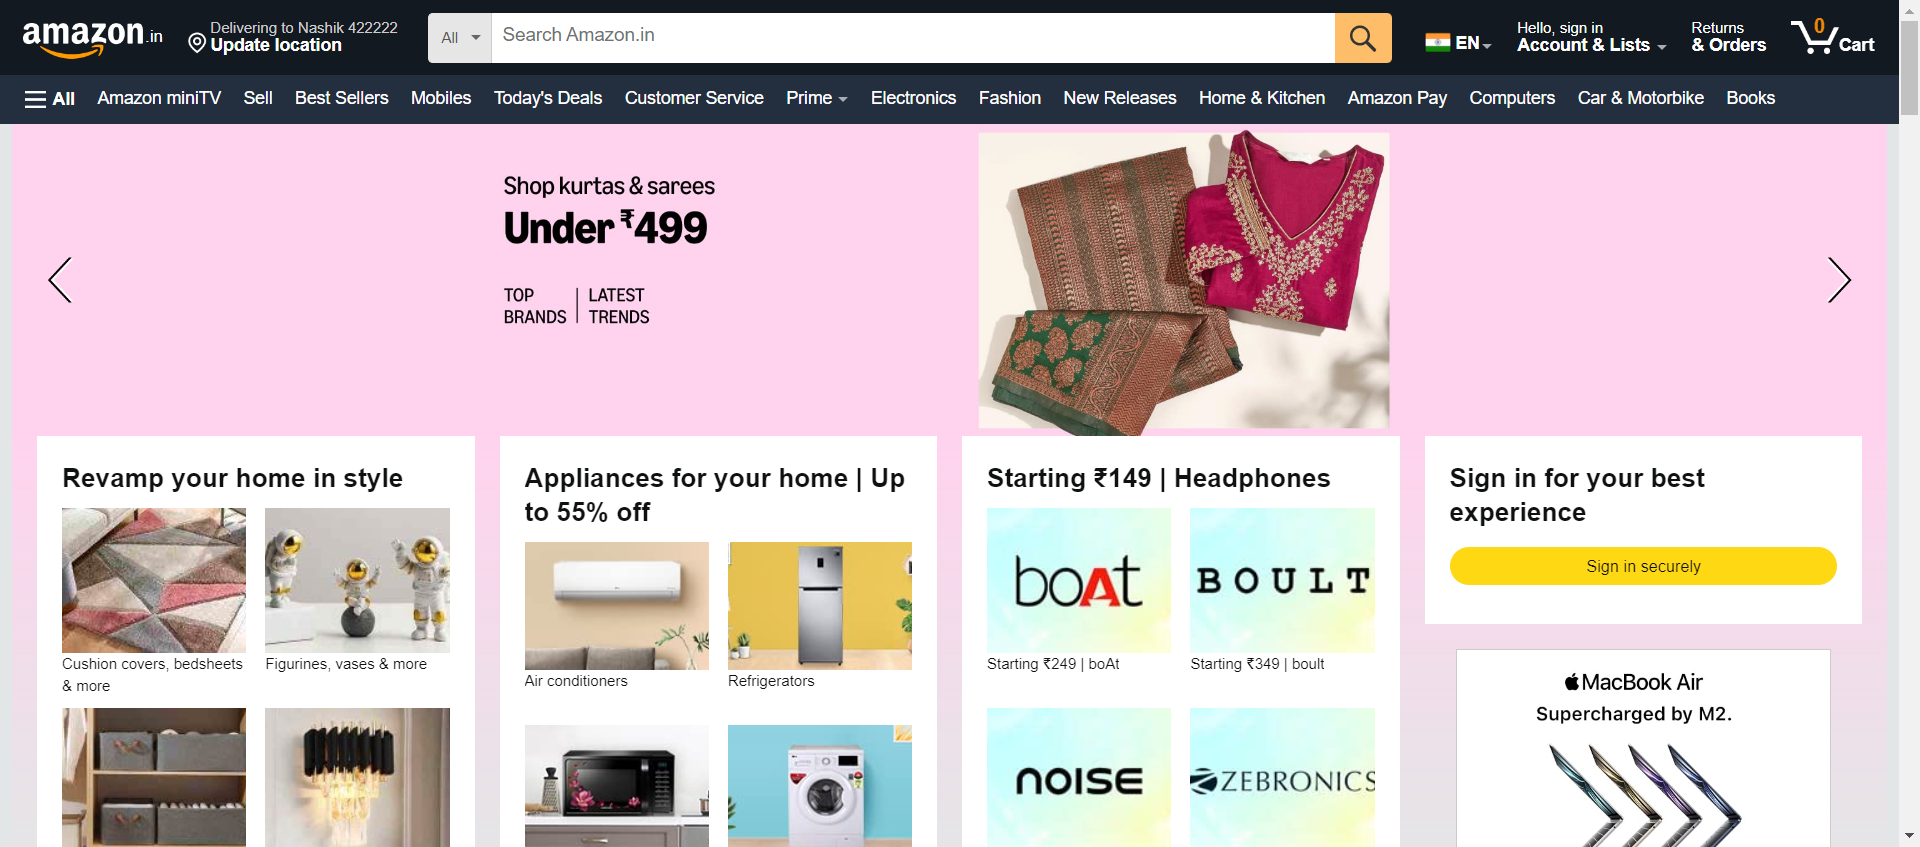 amazon.in
Delivering to Nashik 422222
Update location
All
Search Amazon.in
EN
Hello, sign in
Account & Lists
Returns
& Orders
0
Cart
All
Amazon miniTV
Sell
Best Sellers
Mobiles
Today's Deals
Customer Service
Prime
Electronics
Fashion
New Releases
Home & Kitchen
Amazon Pay
Computers
Car & Motorbike
Books
Shop kurtas & sarees
Under ₹499
TOP
BRANDS
LATEST
TRENDS
Revamp your home in style
Cushion covers, bedsheets
& more
Figurines, vases & more
Appliances for your home | Up
to 55% off
Air conditioners
Refrigerators
Starting ₹149 | Headphones
boAt
BOULT
Starting ₹249 | boAt
Starting ₹349 | boult
noise
ZEBRONICS
Sign in for your best
experience
Sign in securely
MacBook Air
Supercharged by M2.